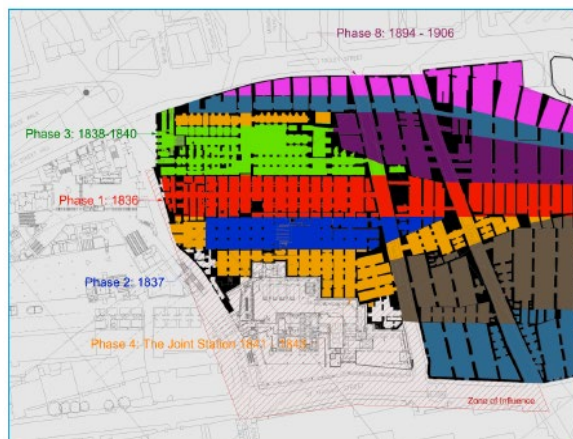 Phase 8: 1894 - 1906
Phase 3: 1838-1840
Phase 1: 1836
Phase 2: 1837
Phase 4: The Joint Station 1841 -
Zone of Influence